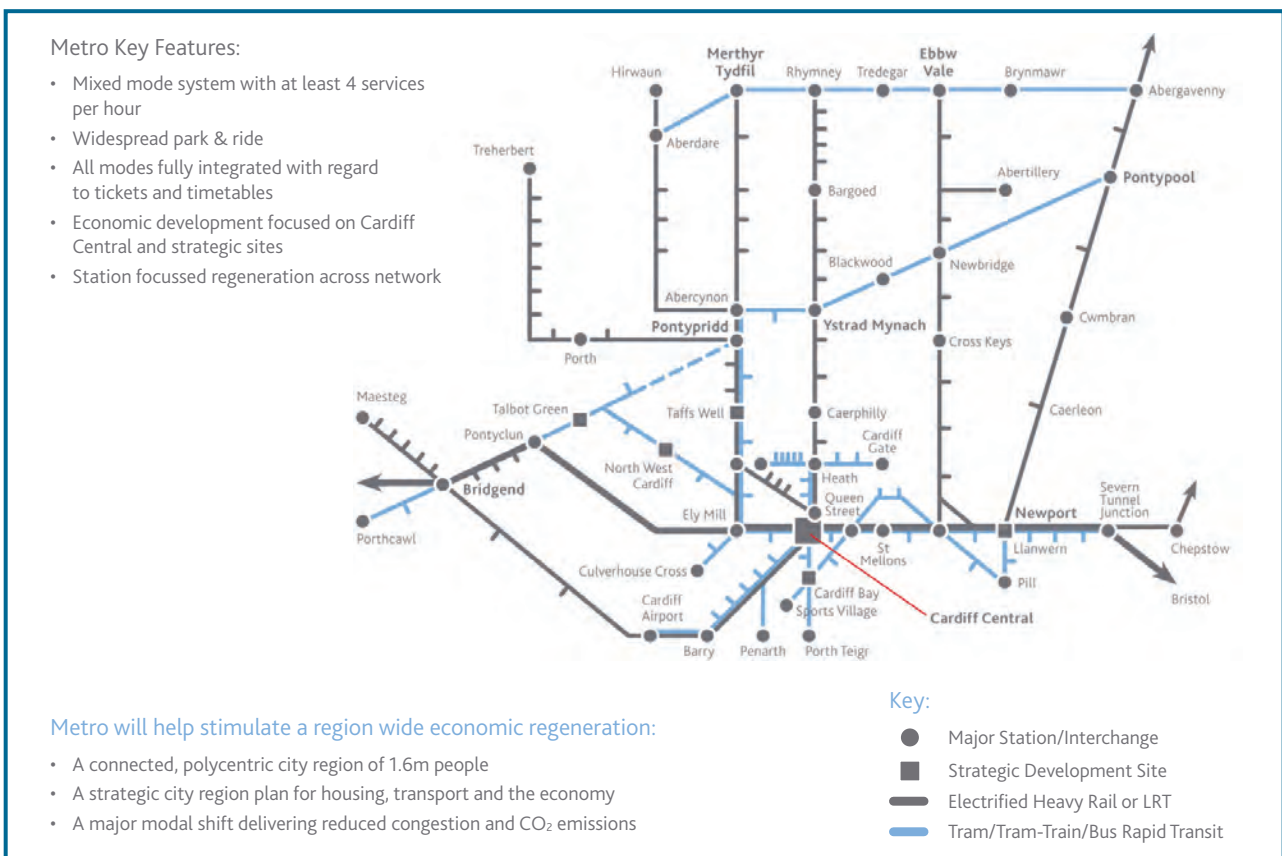 Metro Key Features:
• Mixed mode system with at least 4 services
per hour
• Widespread park & ride
• All modes fully integrated with regard
to tickets and timetables
• Economic development focused on Cardiff
Central and strategic sites
• Station focussed regeneration across network
Hirwaun
Merthyr
Tydfil
Rhymney
Tredegar
Ebbw
Vale
Brynmawr
Abergavenny
Treherbert
Aberdare
Bargoed
Abertillery
Pontypool
Blackwood
Newbridge
Abercynon
Pontypridd
Ystrad Mynach
Cwmbran
Porth
Cross Keys
Maesteg
Talbot Green
Taffs Well
Caerphilly
Caerleon
Pontyclun
Cardiff
Gate
North West
Cardiff
Heath
Bridgend
Queen
Street
Severn
Tunnel
Junction
Newport
Ely Mill
Porthcawl
St
Mellons
Llanwern
Chepstow
Culverhouse Cross
Cardiff Bay
Pill
Sports Village
Bristol
Cardiff
Airport
Cardiff Central
Barry
Penarth
Porth Teigr
Metro will help stimulate a region wide economic regeneration:
• A connected, polycentric city region of 1.6m people
• A strategic city region plan for housing, transport and the economy
• A major modal shift delivering reduced congestion and CO₂ emissions
Key:
Major Station/Interchange
Strategic Development Site
Electrified Heavy Rail or LRT
Tram/Tram-Train/Bus Rapid Transit